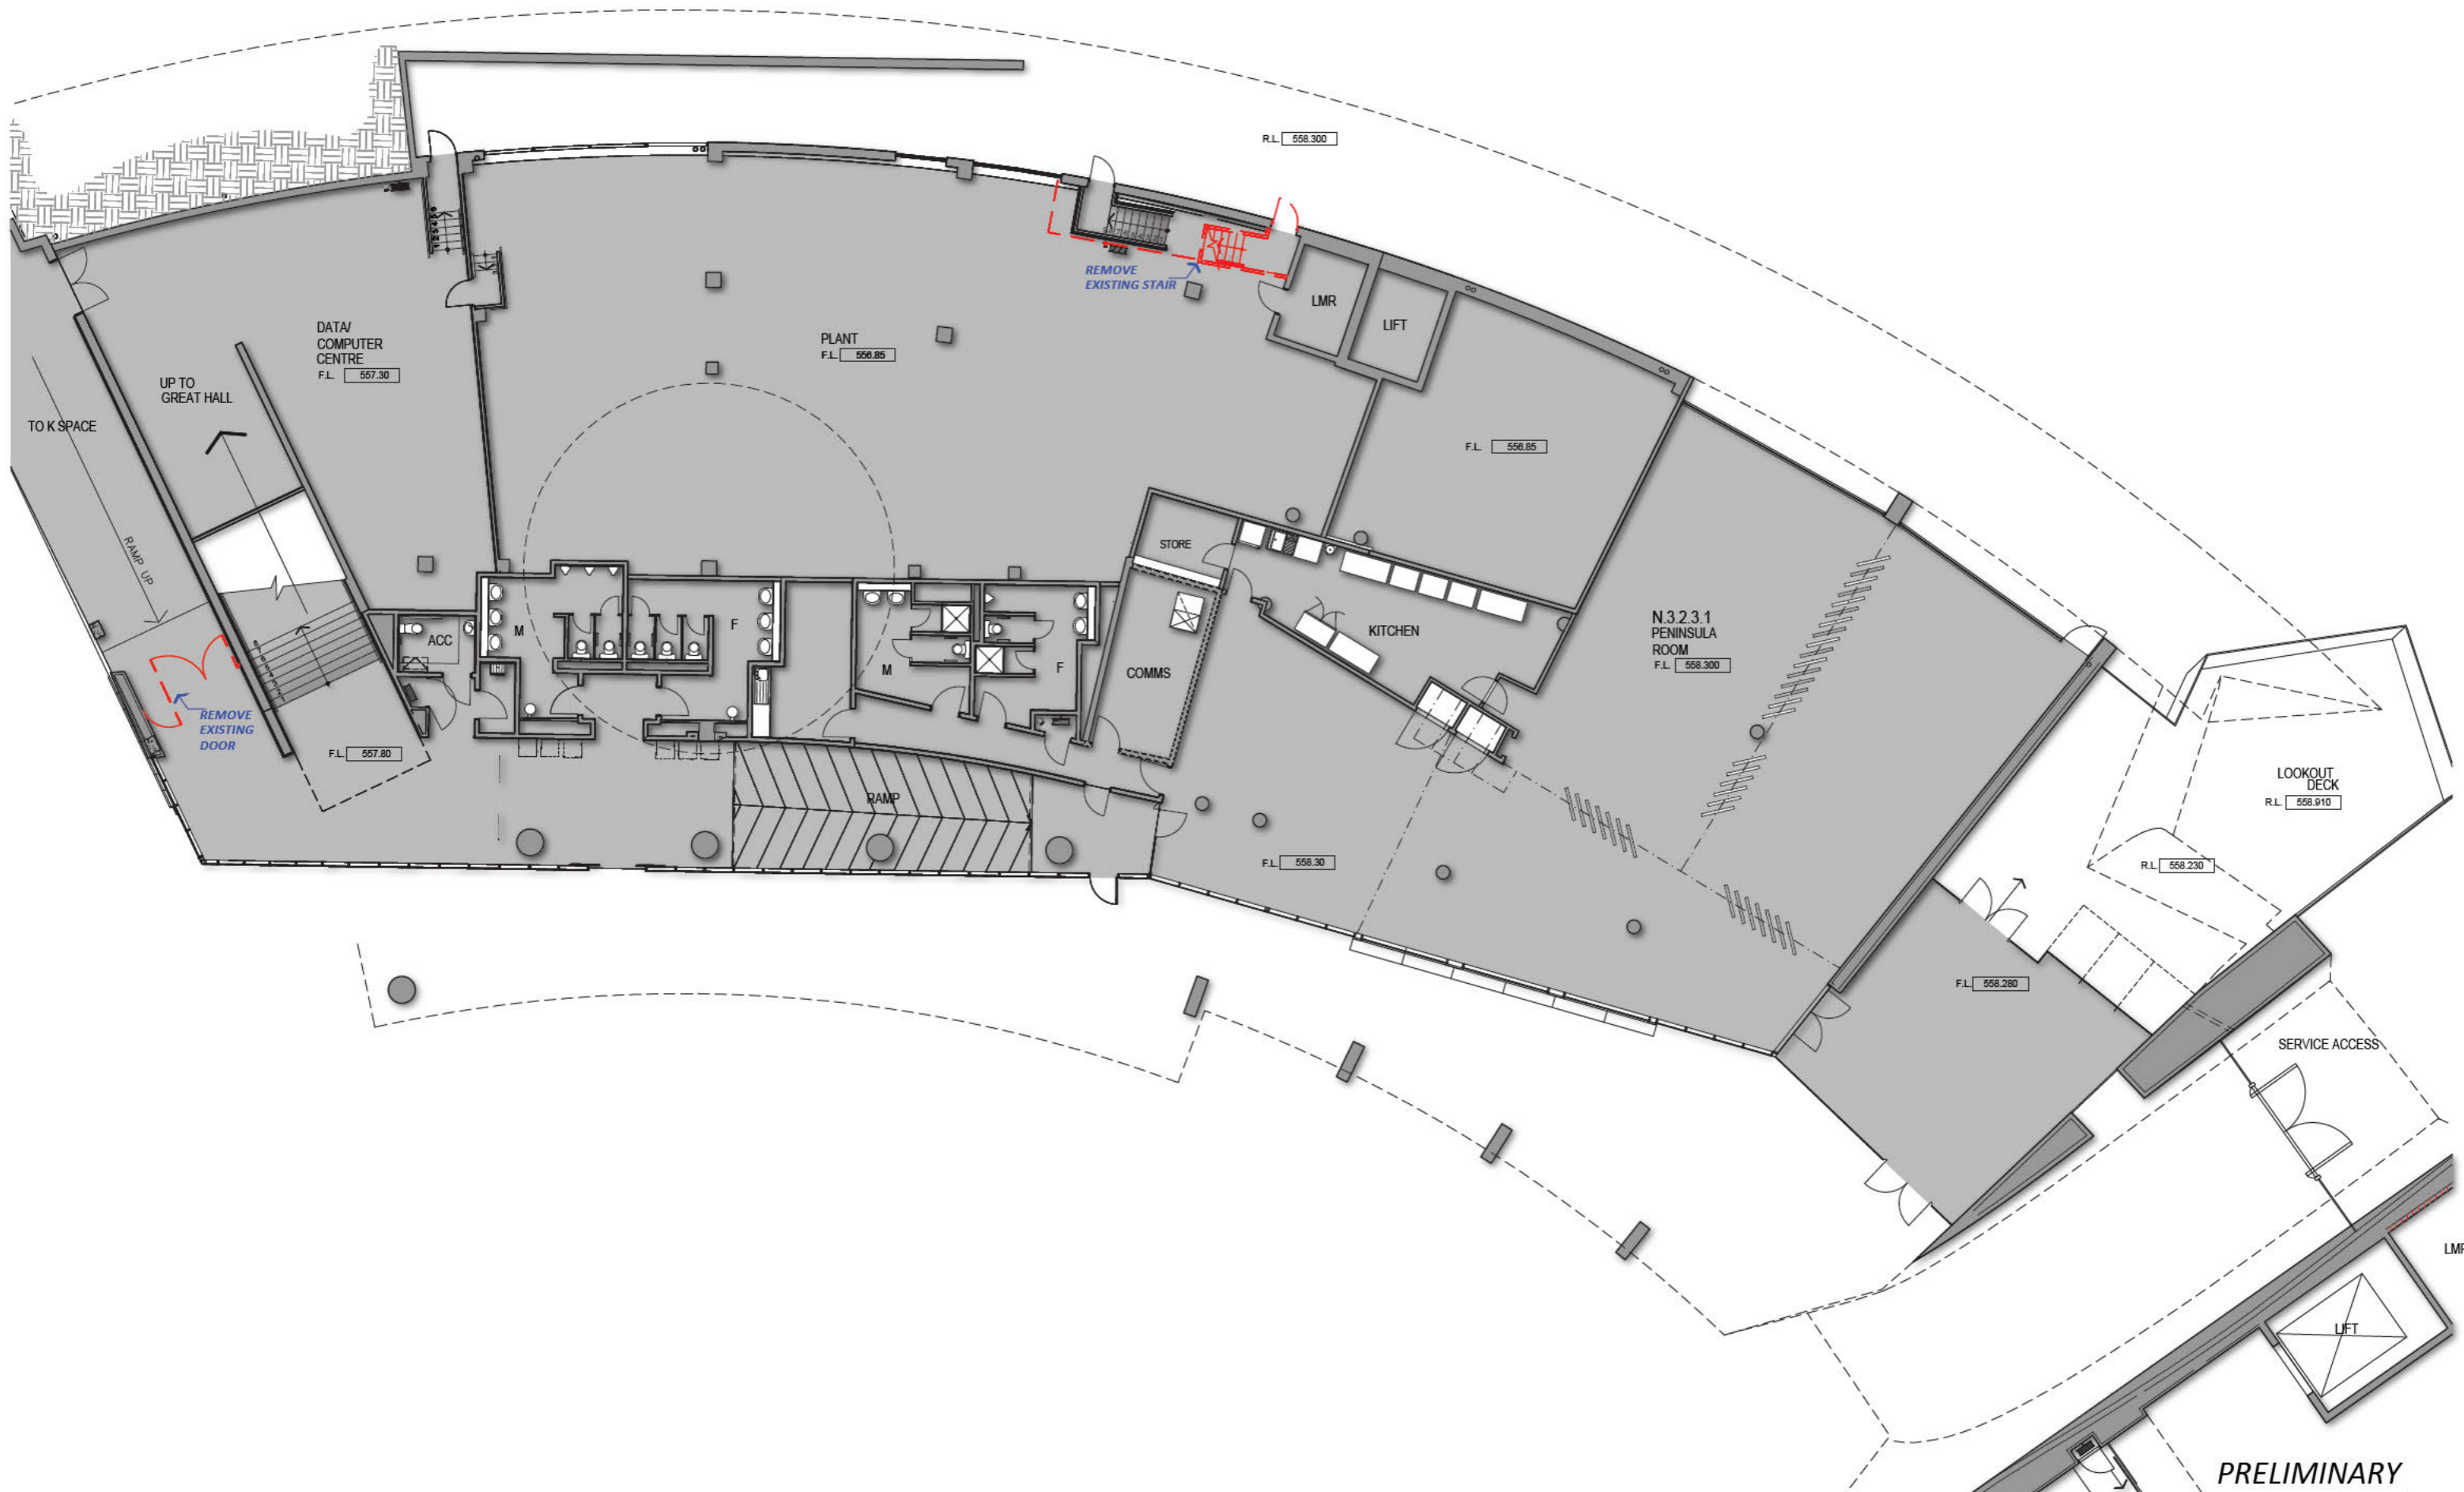 R.L. 558.300
REMOVE
EXISTING STAIR
LMR
LIFT
DATA/
COMPUTER
CENTRE
F.L. 557.30
PLANT
F.L. 556.85
UP TO
GREAT HALL
TO K SPACE
F.L. 556.85
RAMP UP
STORE
N.3.2.3.1
PENINSULA
ROOM
F.L. 558.300
KITCHEN
ACC
M
F
M
F
COMMS
REMOVE
EXISTING
DOOR
F.L. 557.80
RAMP
LOOKOUT
DECK
R.L. 558.910
F.L. 558.30
R.L. 558.230
F.L. 558.280
SERVICE ACCESS
LIFT
PRELIMINARY